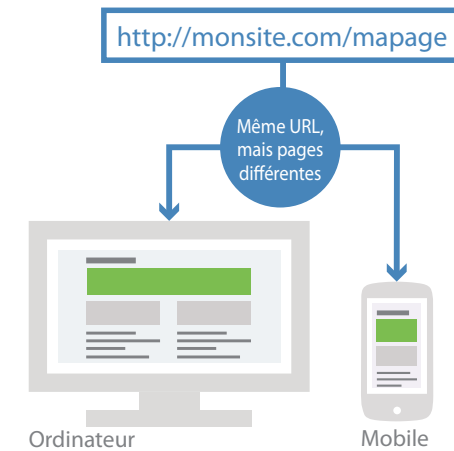 http://monsite.com/mapage
Même URL,
mais pages
différentes
Ordinateur
Mobile